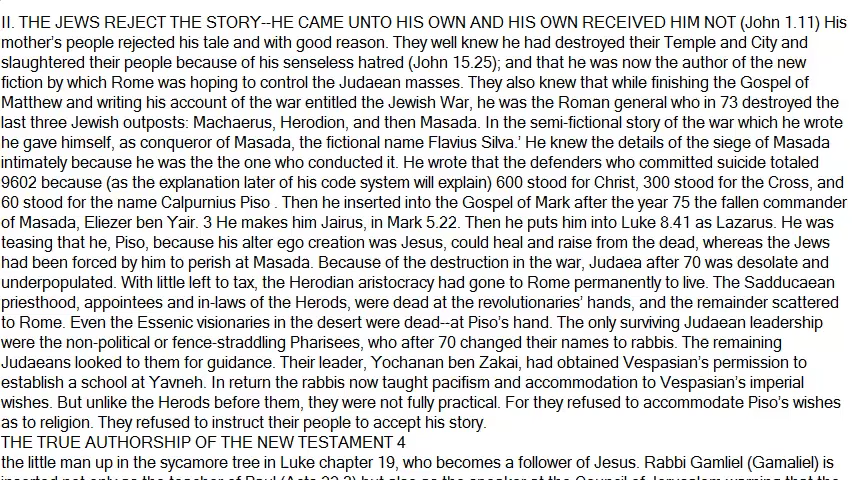 II. THE JEWS REJECT THE STORY--HE CAME UNTO HIS OWN AND HIS OWN RECEIVED HIM NOT (John 1.11) His
mother's people rejected his tale and with good reason. They well knew he had destroyed their Temple and City and
slaughtered their people because of his senseless hatred (John 15.25); and that he was now the author of the new
fiction by which Rome was hoping to control the Judaean masses. They also knew that while finishing the Gospel of
Matthew and writing his account of the war entitled the Jewish War, he was the Roman general who in 73 destroyed the
last three Jewish outposts: Machaerus, Herodion, and then Masada. In the semi-fictional story of the war which he wrote
he gave himself, as conqueror of Masada, the fictional name Flavius Silva.' He knew the details of the siege of Masada
intimately because he was the the one who conducted it. He wrote that the defenders who committed suicide totaled
9602 because (as the explanation later of his code system will explain) 600 stood for Christ, 300 stood for the Cross, and
60 stood for the name Calpurnius Piso . Then he inserted into the Gospel of Mark after the year 75 the fallen commander
of Masada, Eliezer ben Yair. 3 He makes him Jairus, in Mark 5.22. Then he puts him into Luke 8.41 as Lazarus. He was
teasing that he, Piso, because his alter ego creation was Jesus, could heal and raise from the dead, whereas the Jews
had been forced by him to perish at Masada. Because of the destruction in the war, Judaea after 70 was desolate and
underpopulated. With little left to tax, the Herodian aristocracy had gone to Rome permanently to live. The Sadducaean
priesthood, appointees and in-laws of the Herods, were dead at the revolutionaries' hands, and the remainder scattered
to Rome. Even the Essenic visionaries in the desert were dead--at Piso's hand. The only surviving Judaean leadership
were the non-political or fence-straddling Pharisees, who after 70 changed their names to rabbis. The remaining
Judaeans looked to them for guidance. Their leader, Yochanan ben Zakai, had obtained Vespasian's permission to
establish a school at Yavneh. In return the rabbis now taught pacifism and accommodation to Vespasian's imperial
wishes. But unlike the Herods before them, they were not fully practical. For they refused to accommodate Piso's wishes
as to religion. They refused to instruct their people to accept his story.
THE TRUE AUTHORSHIP OF THE NEW TESTAMENT 4
the little man up in the sycamore tree in Luke chapter 19, who becomes a follower of Jesus. Rabbi Gamliel (Gamaliel) is